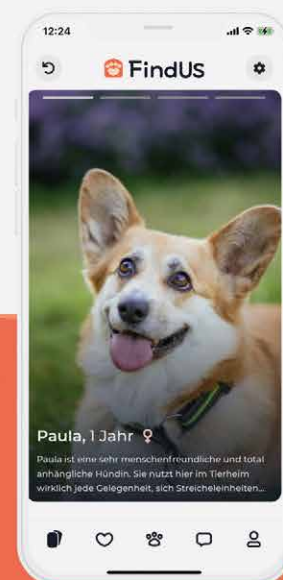 12:24
FindUs
Paula, 1 Jahr ♀
Paula ist eine sehr menschenfreundliche und total
anhängliche Hündin. Sie nutzt hier im Tierheim
wirklich jede Gelegenheit, sich Streicheleinheiten...